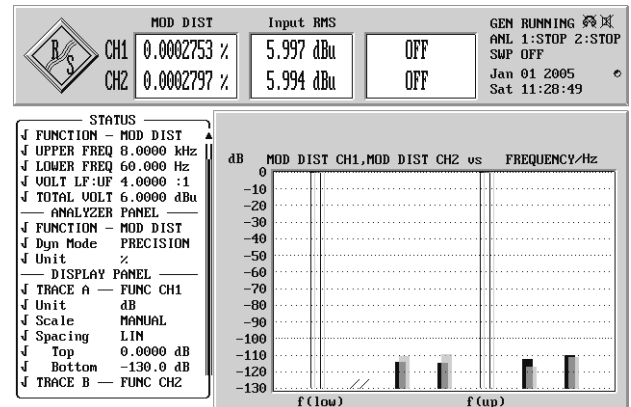 MOD DIST Input RMS
R S
CH1 0.0002753 % 5.997 dBu OFF
CH2 0.0002797 % 5.994 dBu OFF
GEN RUNNING
ANL 1:STOP 2:STOP
SWP OFF
Jan 01 2005
Sat 11:28:49
STATUS
√ FUNCTION – MOD DIST
√ UPPER FREQ 8.0000 kHz
√ LOWER FREQ 60.000 Hz
√ VOLT LF:UF 4.0000 :1
√ TOTAL VOLT 6.0000 dBu
ANALYZER PANEL
√ FUNCTION – MOD DIST
√ Dyn Mode PRECISION
√ Unit %
DISPLAY PANEL
√ TRACE A — FUNC CH1
√ Unit dB
√ Scale MANUAL
√ Spacing LIN
√ Top 0.0000 dB
√ Bottom -130.0 dB
√ TRACE B — FUNC CH2
dB MOD DIST CH1,MOD DIST CH2 vs FREQUENCY/Hz
0
-10
-20
-30
-40
-50
-60
-70
-80
-90
-100
-110
-120
-130
f(low) f(up)